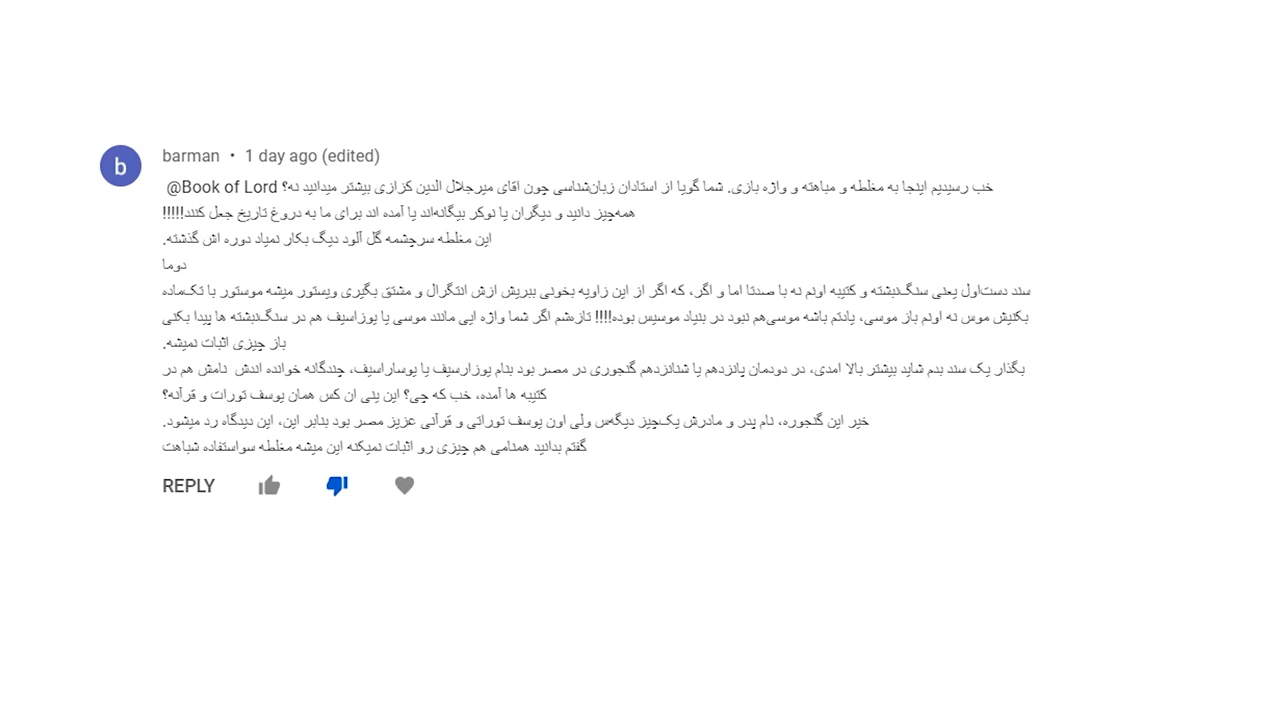 b
barman • 1 day ago (edited)
@Book of Lord خب رسیدیم اینجا به مغلطه و مباهته و واژه بازی. شما گویا از استادان زبان‌شناسی چون اقای میرجلال الدین کزازی بیشتر میدانید نه؟
همه‌چیز دانید و دیگران یا نوکر بیگانه‌اند یا آمده اند برای ما به دروغ تاریخ جعل کنند!!!!!
این مغلطه سرچشمه گل آلود دیگ بکار نمیاد دوره اش گذشته.
دوما
سند دست‌اول یعنی سنگ‌نبشته و کتیبه اونم نه با صدتا اما و اگر، که اگر از این زاویه بخونی ببریش ازش انتگرال و مشتق بگیری ویستور میشه موستور با تک‌ماده
بکنیش موس نه اونم باز موسی، یادتم باشه موسی‌هم نبود در بنیاد موسیس بوده!!!! تازه‌شم اگر شما واژه ایی مانند موسی یا یوزاسیف هم در سنگ‌نبشته ها پیدا بکنی
باز چیزی اثبات نمیشه.
بگذار یک سند بدم شاید بیشتر بالا امدی، در دودمان پانزدهم یا شنانزدهم گنجوری در مصر بود بنام یوزارسیف یا پوساراسیف، چندگانه خوانده اندش نامش هم در
کتیبه ها آمده، خب که چی؟ این ینی ان کس همان یوسف تورات و قرآنه؟
خیر این گنجوره، نام پدر و مادرش یک‌چیز دیگه‌س ولی اون یوسف توراتی و قرآنی عزیز مصر بود بنابر این، این دیدگاه رد میشود.
گفتم بدانید همنامی هم چیزی رو اثبات نمیکنه این میشه مغلطه سواستفاده شباهت
REPLY